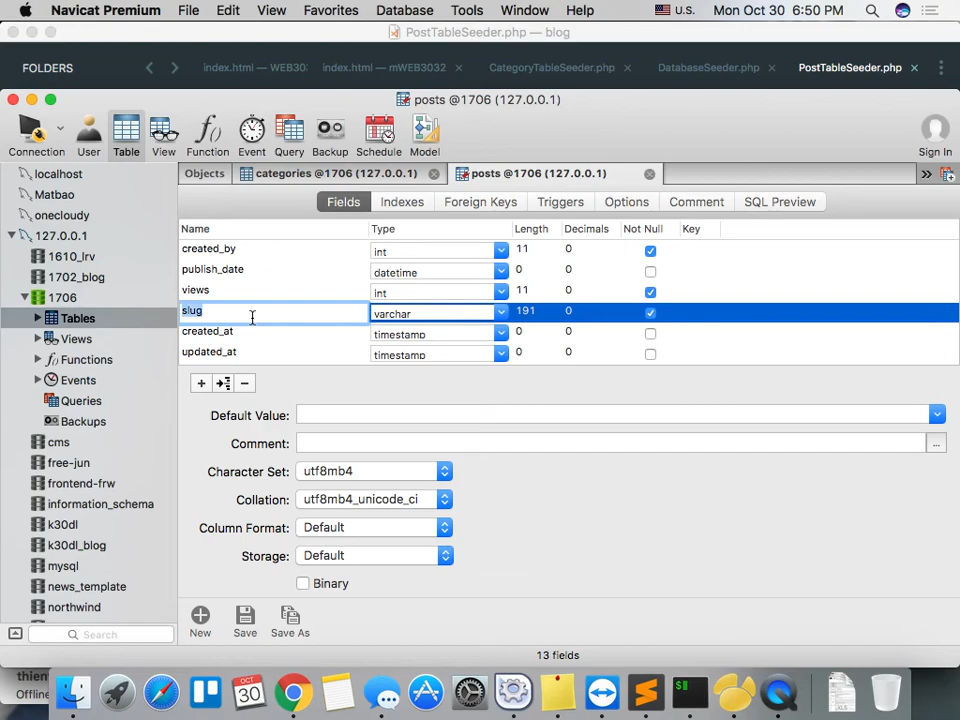 Navicat Premium File Edit View Favorites Database Tools Window Help U.S. Mon Oct 30 6:50 PM
PostTableSeeder.php — blog
FOLDERS index.html — WEB30: index.html — mWEB3032 CategoryTableSeeder.php DatabaseSeeder.php PostTableSeeder.php
posts @1706 (127.0.0.1)
Connection User Table View Function Event Query Backup Schedule Model Sign In
Objects categories @1706 (127.0.0.1) posts @1706 (127.0.0.1)
localhost
Matbao
onecloudy
127.0.0.1
1610_lrv
1702_blog
1706
Tables
Views
Functions
Events
Queries
Backups
cms
free-jun
frontend-frw
information_schema
k30dl
k30dl_blog
mysql
news_template
northwind
Search
Fields Indexes Foreign Keys Triggers Options Comment SQL Preview
Name Type Length Decimals Not Null Key
created_by int 11 0
publish_date datetime 0 0
views int 11 0
slug varchar 191 0
created_at timestamp 0 0
updated_at timestamp 0 0
Default Value:
Comment: ...
Character Set: utf8mb4
Collation: utf8mb4_unicode_ci
Column Format: Default
Storage: Default
Binary
New Save Save As
13 fields
thiem
Offline
OCT
30
XLS